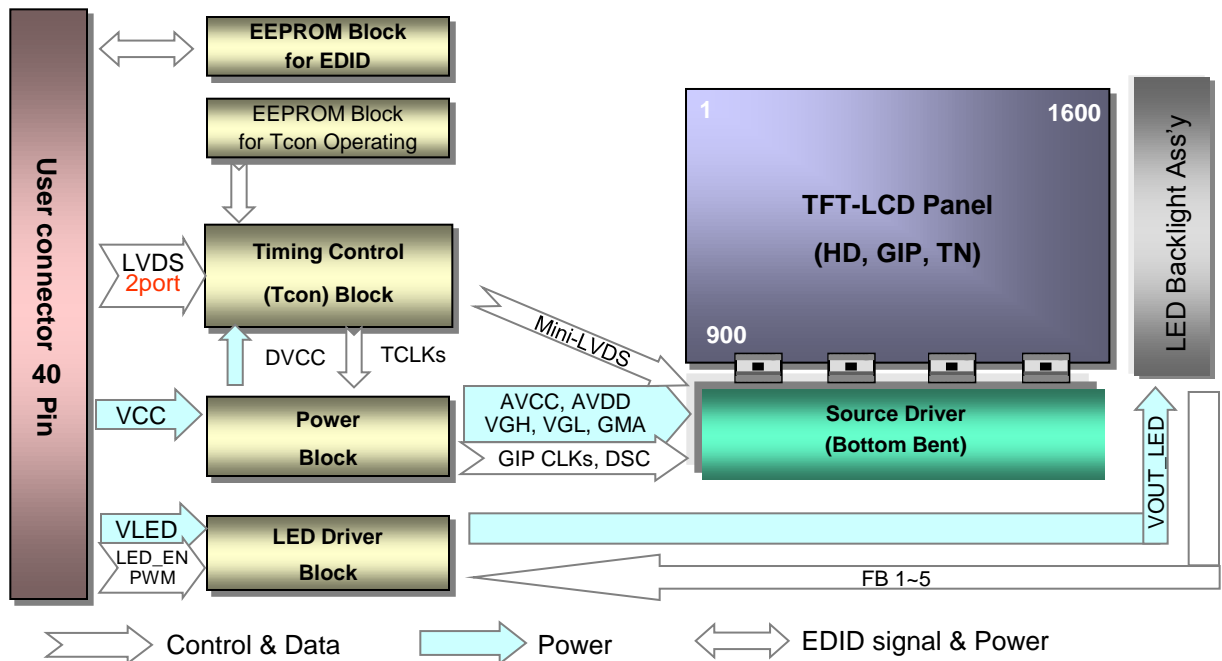 User connector 40 Pin
EEPROM Block
for EDID
EEPROM Block
for Tcon Operating
LVDS
2port
Timing Control
(Tcon) Block
DVCC
TCLKs
VCC
Power
Block
VLED
LED_EN
PWM
LED Driver
Block
Mini-LVDS
AVCC, AVDD
VGH, VGL, GMA
GIP CLKs, DSC
1
1600
TFT-LCD Panel
(HD, GIP, TN)
900
Source Driver
(Bottom Bent)
LED Backlight Ass'y
VOUT_LED
FB 1~5
Control & Data
Power
EDID signal & Power